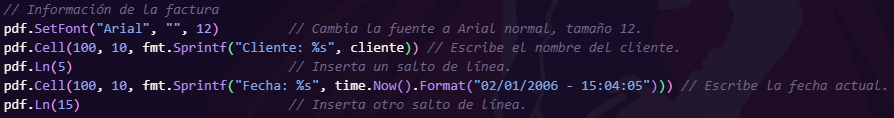 // Información de la factura
pdf.SetFont("Arial", "", 12) // Cambia la fuente a Arial normal, tamaño 12.
pdf.Cell(100, 10, fmt.Sprintf("Cliente: %s", cliente)) // Escribe el nombre del cliente.
pdf.Ln(5) // Inserta un salto de línea.
pdf.Cell(100, 10, fmt.Sprintf("Fecha: %s", time.Now().Format("02/01/2006 - 15:04:05"))) // Escribe la fecha actual.
pdf.Ln(15) // Inserta otro salto de línea.